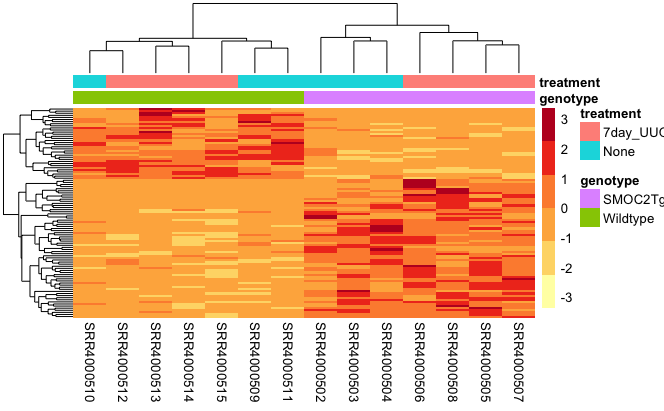 treatment
genotype
3
2
1
0
-1
-2
-3
treatment
7day_UUO
None
genotype
SMOC2Tg
Wildtype
SRR4000510
SRR4000512
SRR4000513
SRR4000514
SRR4000515
SRR4000509
SRR4000511
SRR4000502
SRR4000503
SRR4000504
SRR4000506
SRR4000508
SRR4000505
SRR4000507